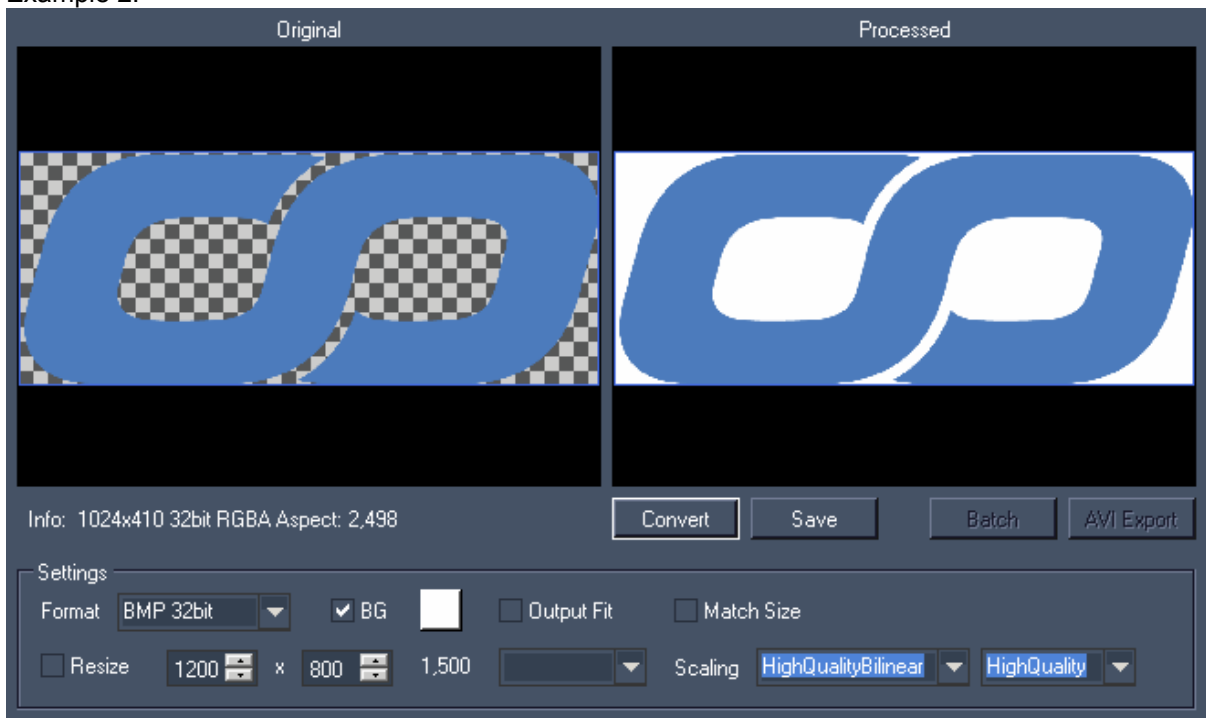 Example 2:
Original Processed
Info: 1024x410 32bit RGBA Aspect: 2,498 Convert Save Batch AVI Export
Settings
Format BMP 32bit BG Output Fit Match Size
Resize 1200 x 800 1,500 Scaling HighQualityBilinear HighQuality